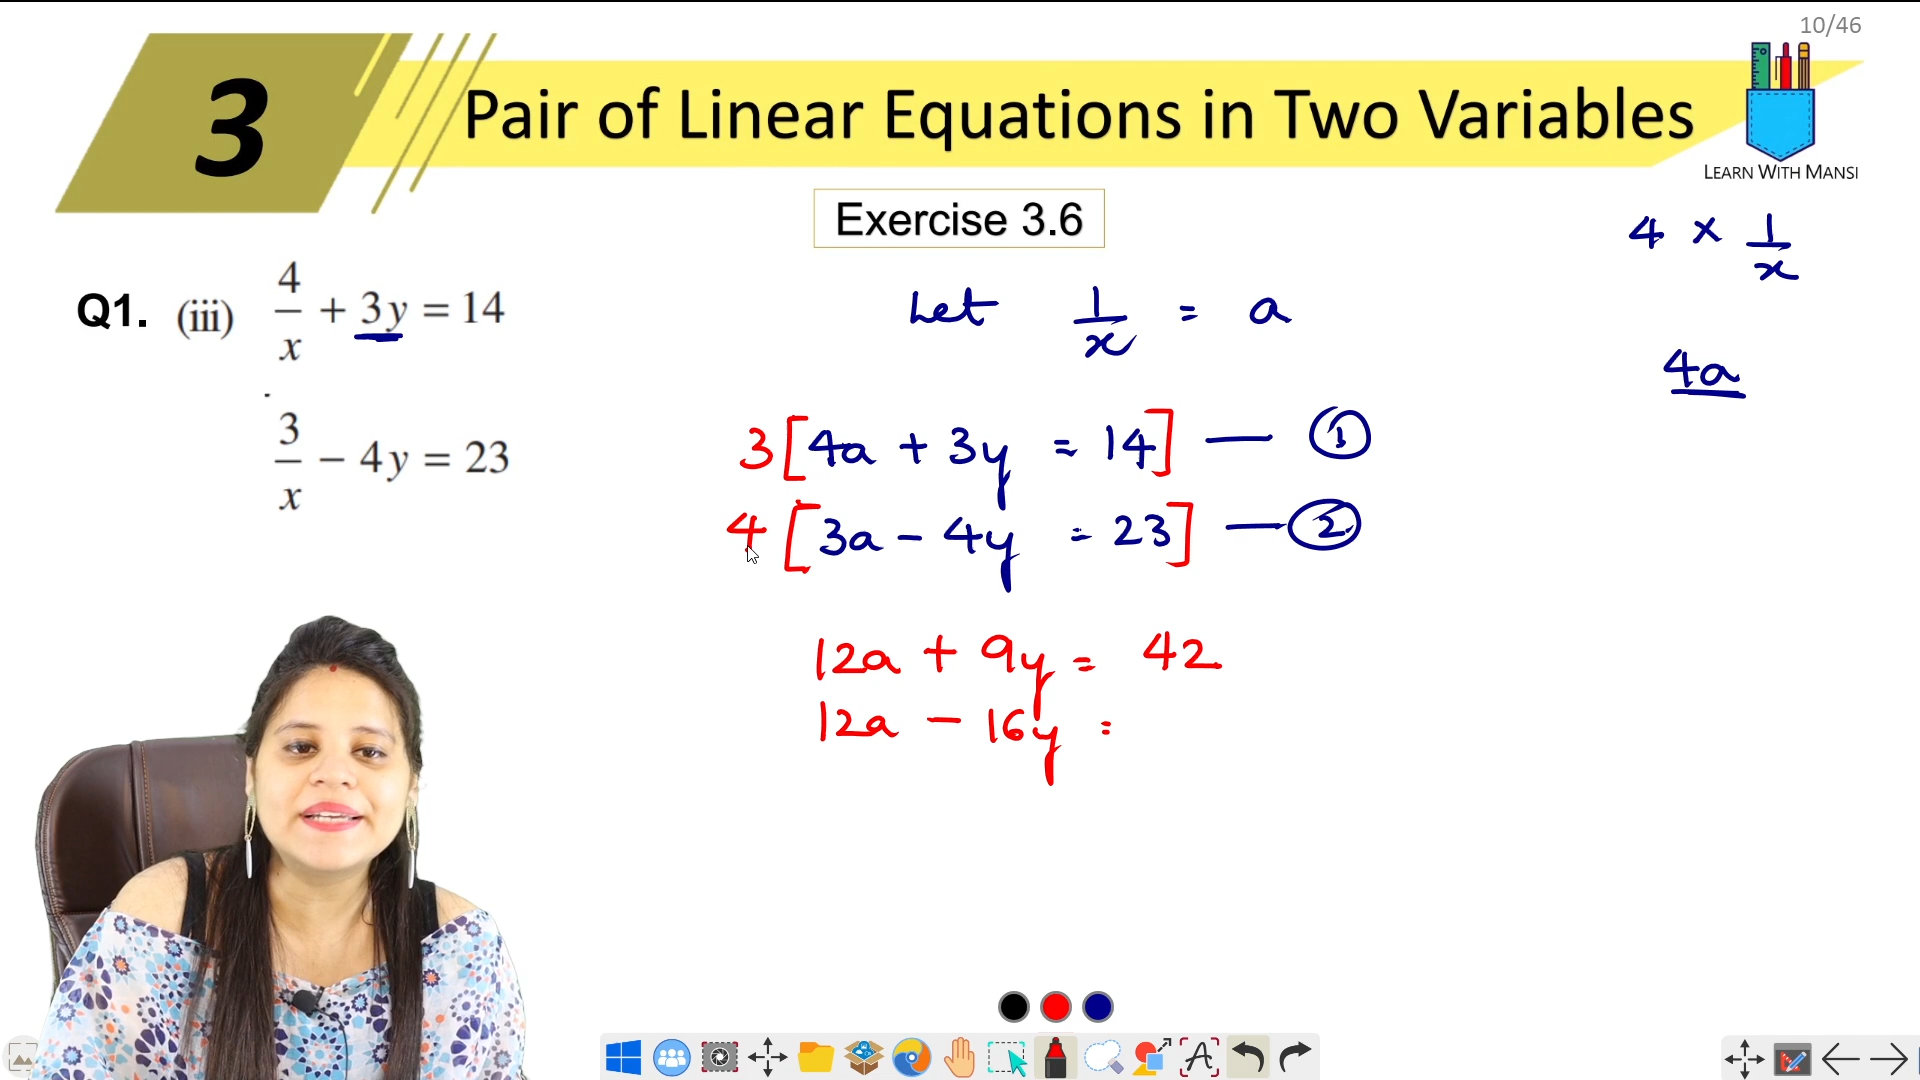 10/46
3 Pair of Linear Equations in Two Variables
LEARN WITH MANSI
Exercise 3.6
4 × 1/x
Q1. (iii) 4/x + 3y = 14
Let 1/x = a
4a
3/x − 4y = 23
3[4a + 3y = 14] — ①
4[3a − 4y = 23] — ②
12a + 9y = 42
12a − 16y =